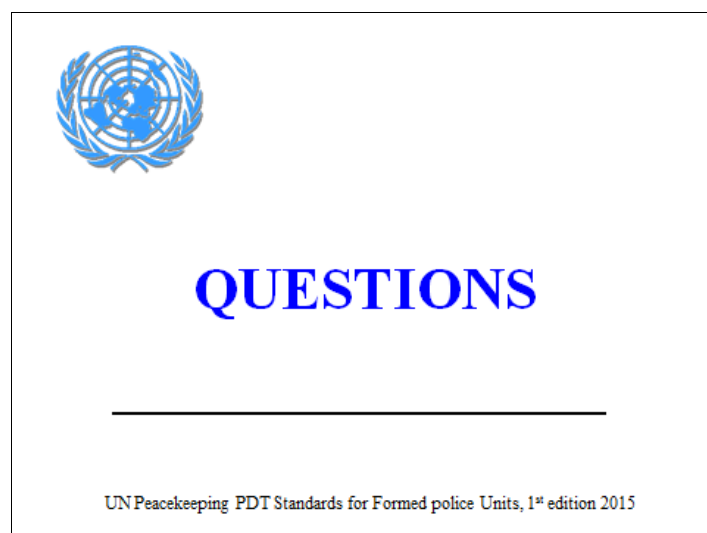 QUESTIONS
UN Peacekeeping PDT Standards for Formed police Units, 1st edition 2015